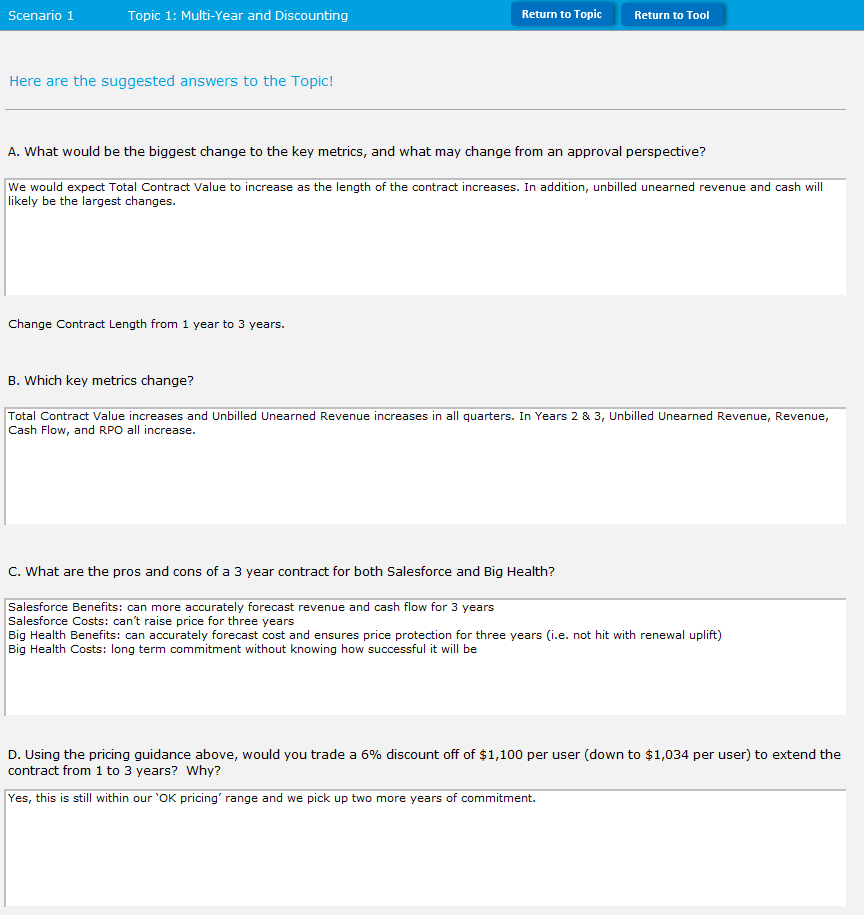 Scenario 1 Topic 1: Multi-Year and Discounting Return to Topic Return to Tool
Here are the suggested answers to the Topic!
A. What would be the biggest change to the key metrics, and what may change from an approval perspective?
We would expect Total Contract Value to increase as the length of the contract increases. In addition, unbilled unearned revenue and cash will
likely be the largest changes.
Change Contract Length from 1 year to 3 years.
B. Which key metrics change?
Total Contract Value increases and Unbilled Unearned Revenue increases in all quarters. In Years 2 & 3, Unbilled Unearned Revenue, Revenue,
Cash Flow, and RPO all increase.
C. What are the pros and cons of a 3 year contract for both Salesforce and Big Health?
Salesforce Benefits: can more accurately forecast revenue and cash flow for 3 years
Salesforce Costs: can’t raise price for three years
Big Health Benefits: can accurately forecast cost and ensures price protection for three years (i.e. not hit with renewal uplift)
Big Health Costs: long term commitment without knowing how successful it will be
D. Using the pricing guidance above, would you trade a 6% discount off of $1,100 per user (down to $1,034 per user) to extend the
contract from 1 to 3 years?  Why?
Yes, this is still within our ‘OK pricing’ range and we pick up two more years of commitment.